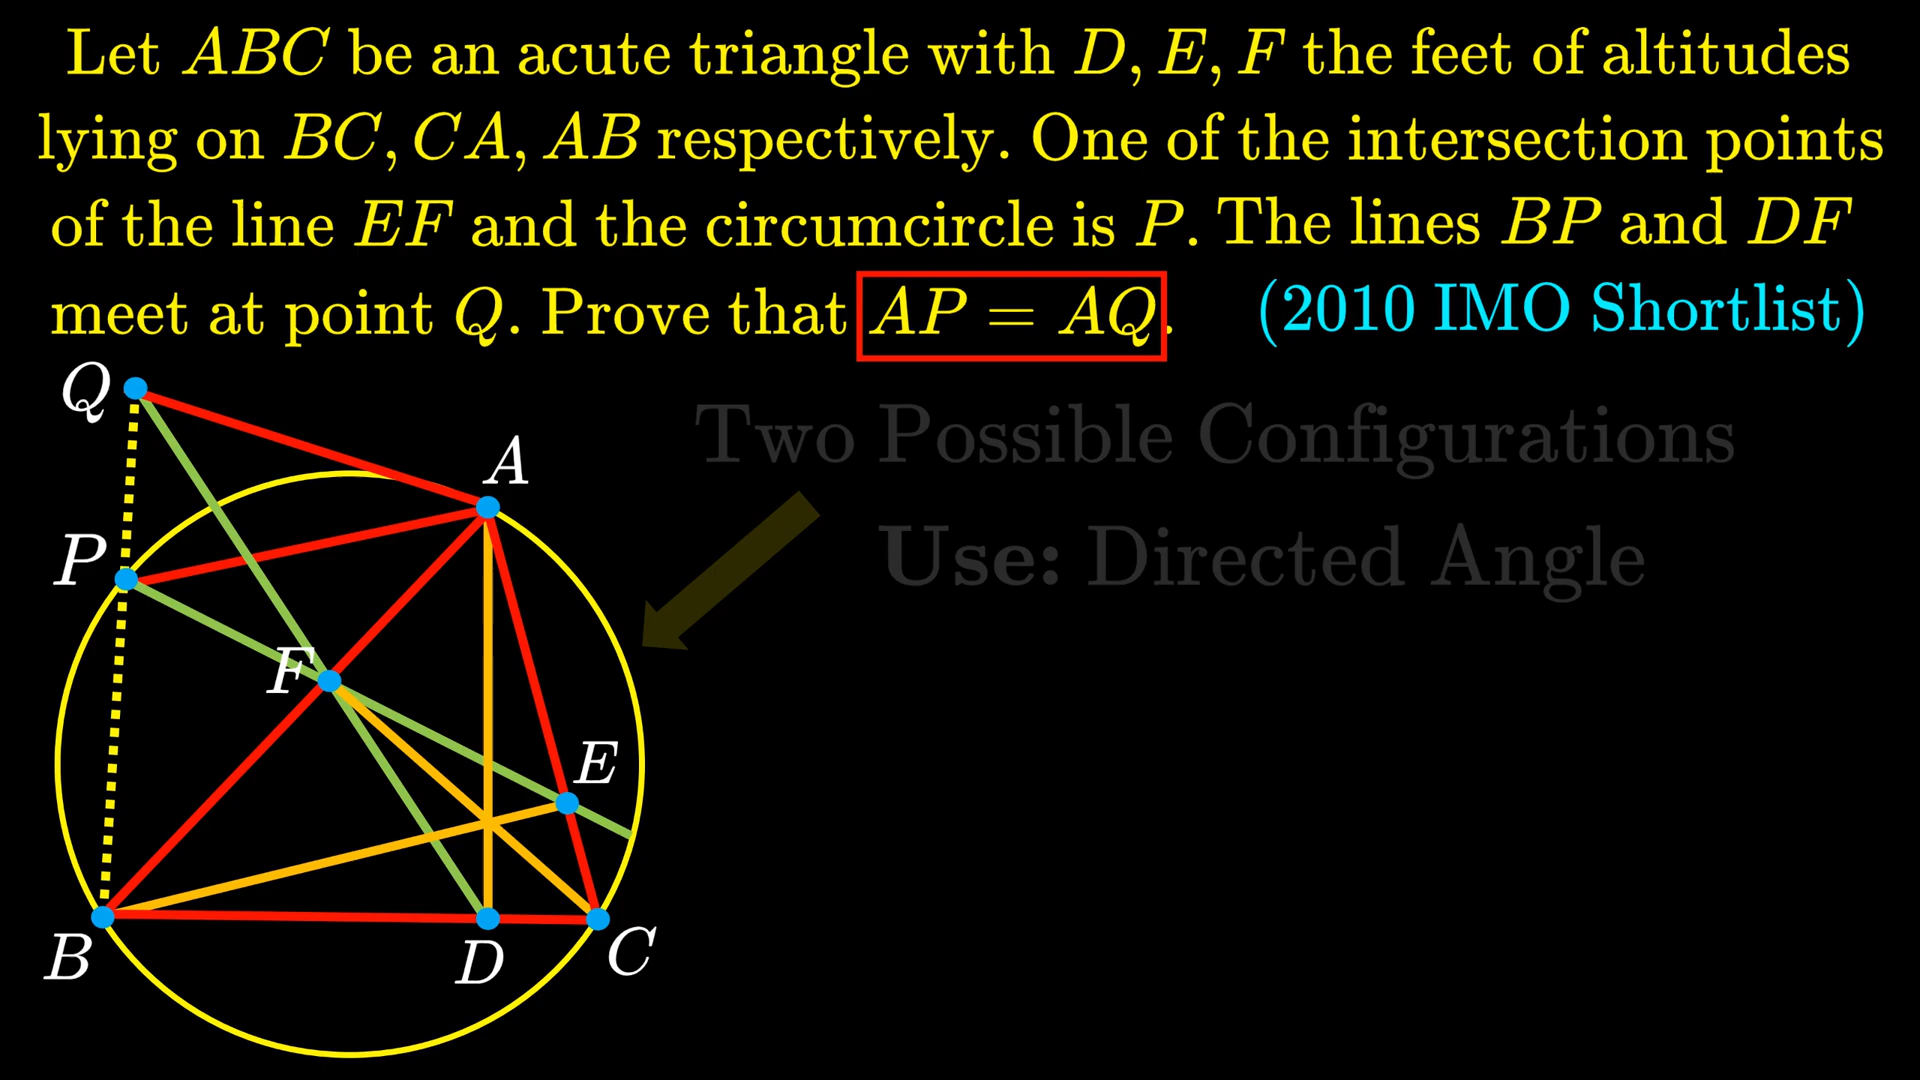 Let ABC be an acute triangle with D, E, F the feet of altitudes
lying on BC, CA, AB respectively. One of the intersection points
of the line EF and the circumcircle is P. The lines BP and DF
meet at point Q. Prove that AP = AQ. (2010 IMO Shortlist)
Q
A
Two Possible Configurations
P
Use: Directed Angle
F
E
B
D
C